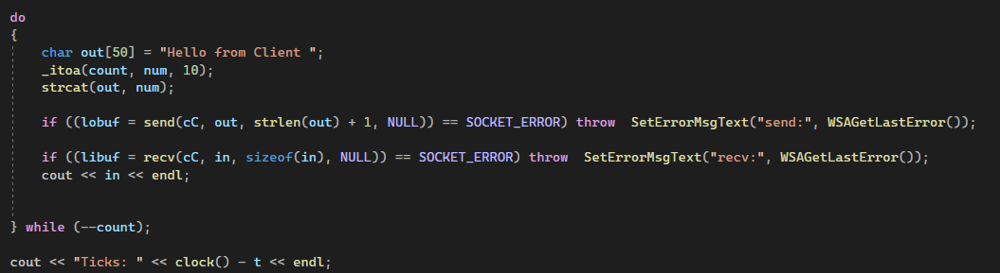 do
{
    char out[50] = "Hello from Client ";
    _itoa(count, num, 10);
    strcat(out, num);
    if ((lobuf = send(cC, out, strlen(out) + 1, NULL)) == SOCKET_ERROR) throw  SetErrorMsgText("send:", WSAGetLastError());
    if ((libuf = recv(cC, in, sizeof(in), NULL)) == SOCKET_ERROR) throw  SetErrorMsgText("recv:", WSAGetLastError());
    cout << in << endl;
} while (--count);
cout << "Ticks: " << clock() - t << endl;